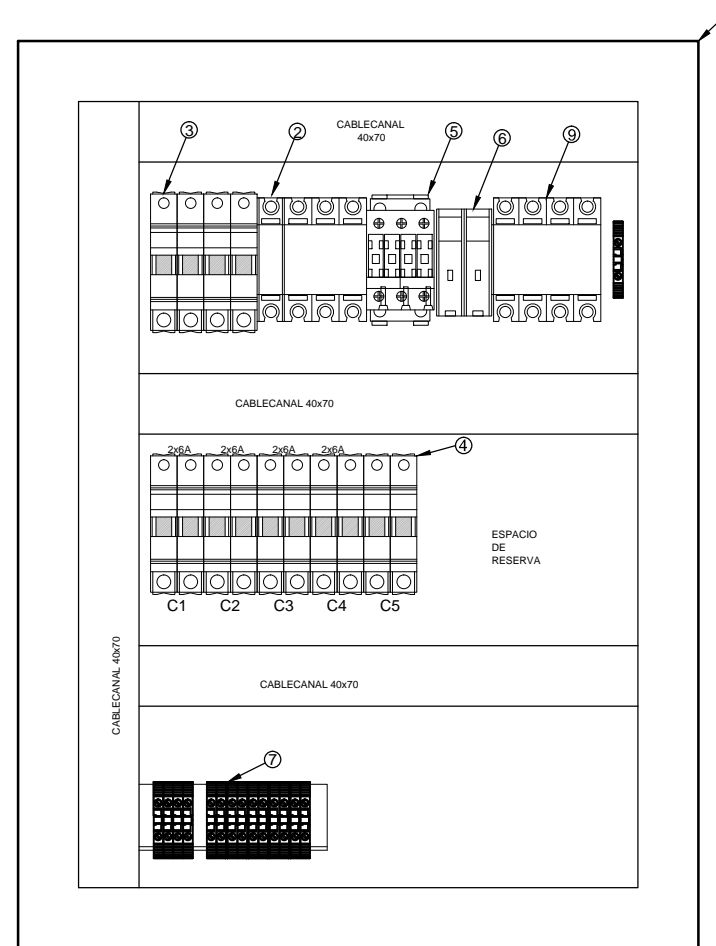 CABLECANAL
40x70
3
2
5
6
9
CABLECANAL 40x70
4
2x6A 2x6A 2x6A 2x6A
ESPACIO
DE
RESERVA
C1 C2 C3 C4 C5
CABLECANAL 40x70
CABLECANAL 40x70
7